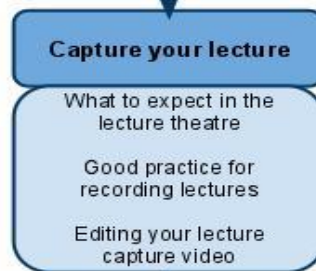 Capture your lecture
What to expect in the
lecture theatre
Good practice for
recording lectures
Editing your lecture
capture video